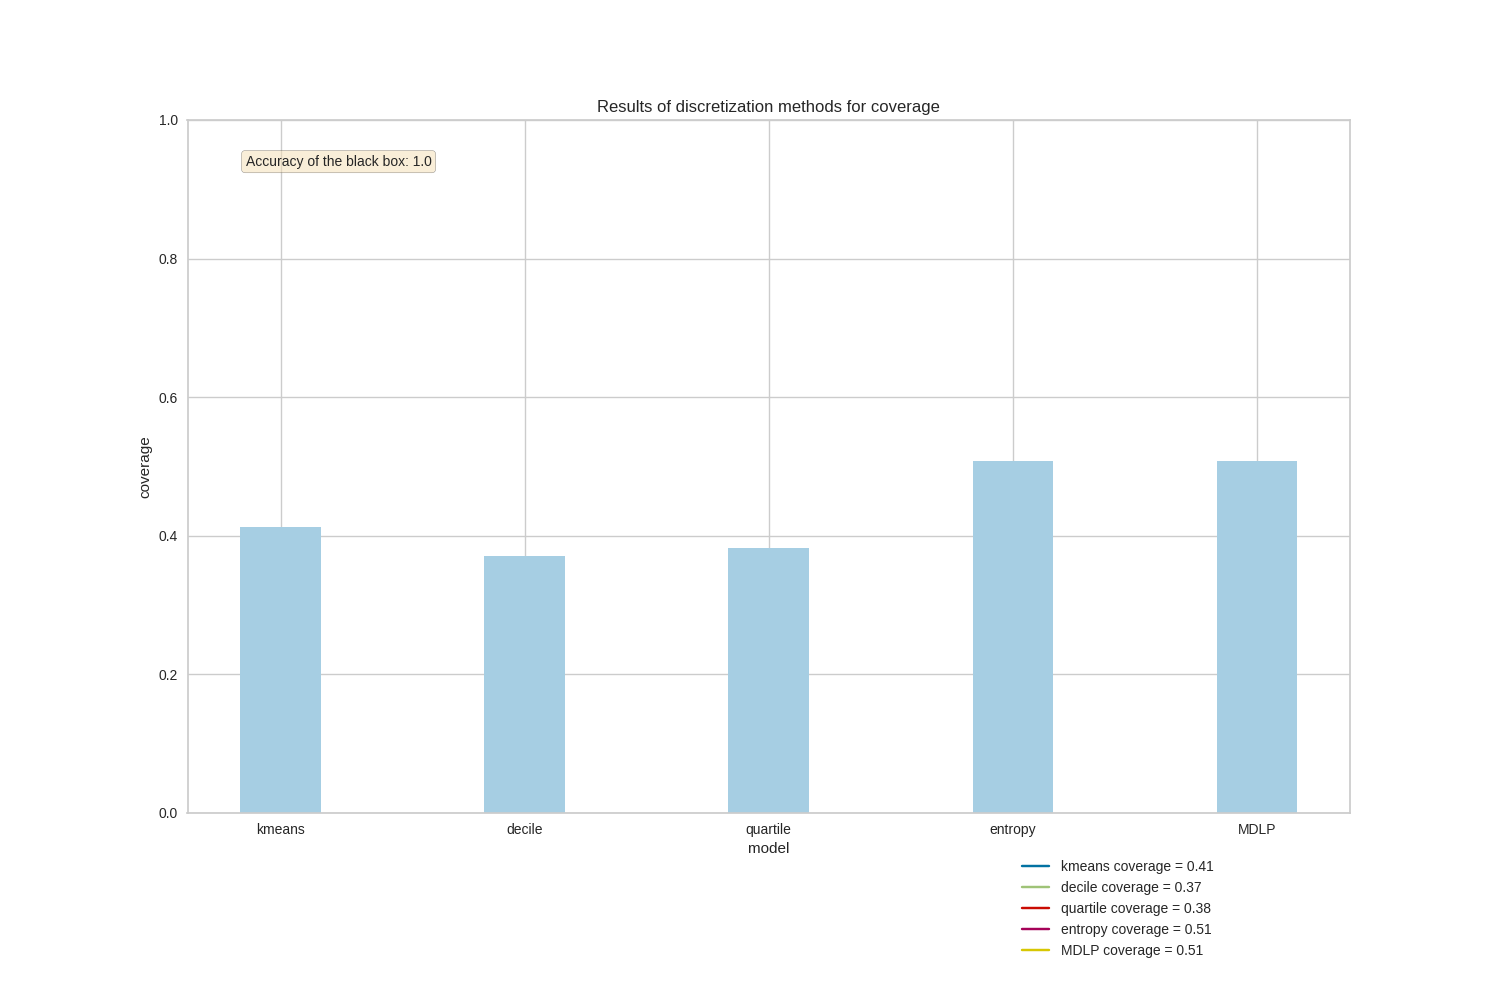 Results of discretization methods for coverage
1.0
Accuracy of the black box: 1.0
0.8
0.6
coverage
0.4
0.2
0.0
kmeans decile quartile entropy MDLP
model
kmeans coverage = 0.41
decile coverage = 0.37
quartile coverage = 0.38
entropy coverage = 0.51
MDLP coverage = 0.51